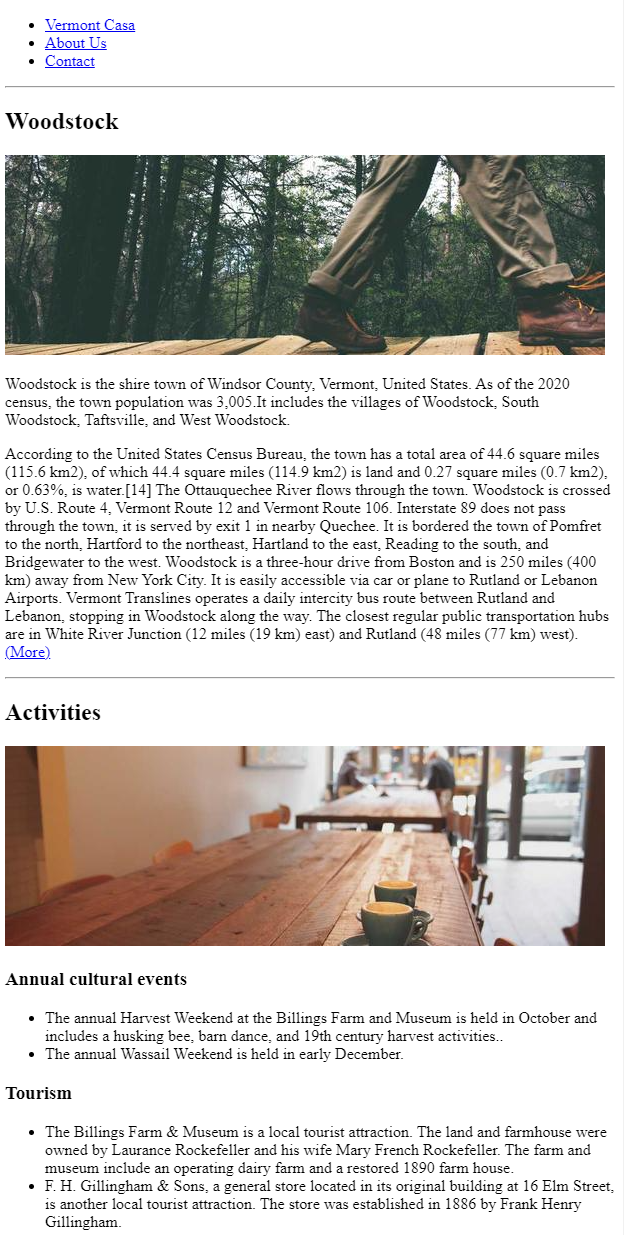 Vermont Casa
About Us
Contact
Woodstock
Woodstock is the shire town of Windsor County, Vermont, United States. As of the 2020
census, the town population was 3,005.It includes the villages of Woodstock, South
Woodstock, Taftsville, and West Woodstock.
According to the United States Census Bureau, the town has a total area of 44.6 square miles
(115.6 km2), of which 44.4 square miles (114.9 km2) is land and 0.27 square miles (0.7 km2),
or 0.63%, is water.[14] The Ottauquechee River flows through the town. Woodstock is crossed
by U.S. Route 4, Vermont Route 12 and Vermont Route 106. Interstate 89 does not pass
through the town, it is served by exit 1 in nearby Quechee. It is bordered the town of Pomfret
to the north, Hartford to the northeast, Hartland to the east, Reading to the south, and
Bridgewater to the west. Woodstock is a three-hour drive from Boston and is 250 miles (400
km) away from New York City. It is easily accessible via car or plane to Rutland or Lebanon
Airports. Vermont Translines operates a daily intercity bus route between Rutland and
Lebanon, stopping in Woodstock along the way. The closest regular public transportation hubs
are in White River Junction (12 miles (19 km) east) and Rutland (48 miles (77 km) west).
(More)
Activities
Annual cultural events
The annual Harvest Weekend at the Billings Farm and Museum is held in October and
includes a husking bee, barn dance, and 19th century harvest activities..
The annual Wassail Weekend is held in early December.
Tourism
The Billings Farm & Museum is a local tourist attraction. The land and farmhouse were
owned by Laurance Rockefeller and his wife Mary French Rockefeller. The farm and
museum include an operating dairy farm and a restored 1890 farm house.
F. H. Gillingham & Sons, a general store located in its original building at 16 Elm Street,
is another local tourist attraction. The store was established in 1886 by Frank Henry
Gillingham.